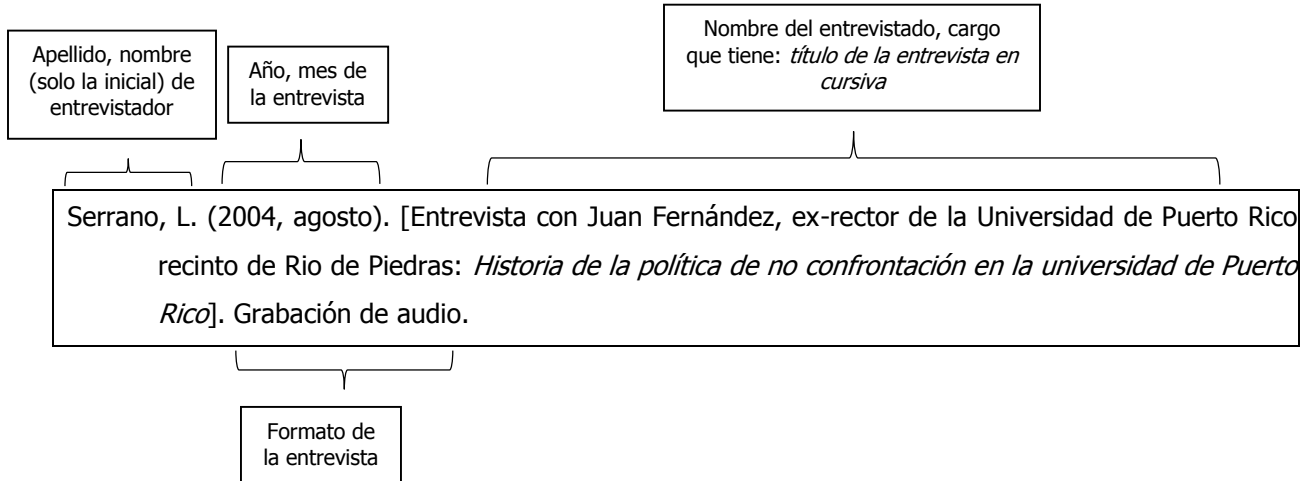 Apellido, nombre
(solo la inicial) de
entrevistador
Año, mes de
la entrevista
Nombre del entrevistado, cargo
que tiene: título de la entrevista en
cursiva
Serrano, L. (2004, agosto). [Entrevista con Juan Fernández, ex-rector de la Universidad de Puerto Rico
recinto de Rio de Piedras: Historia de la política de no confrontación en la universidad de Puerto
Rico]. Grabación de audio.
Formato de
la entrevista